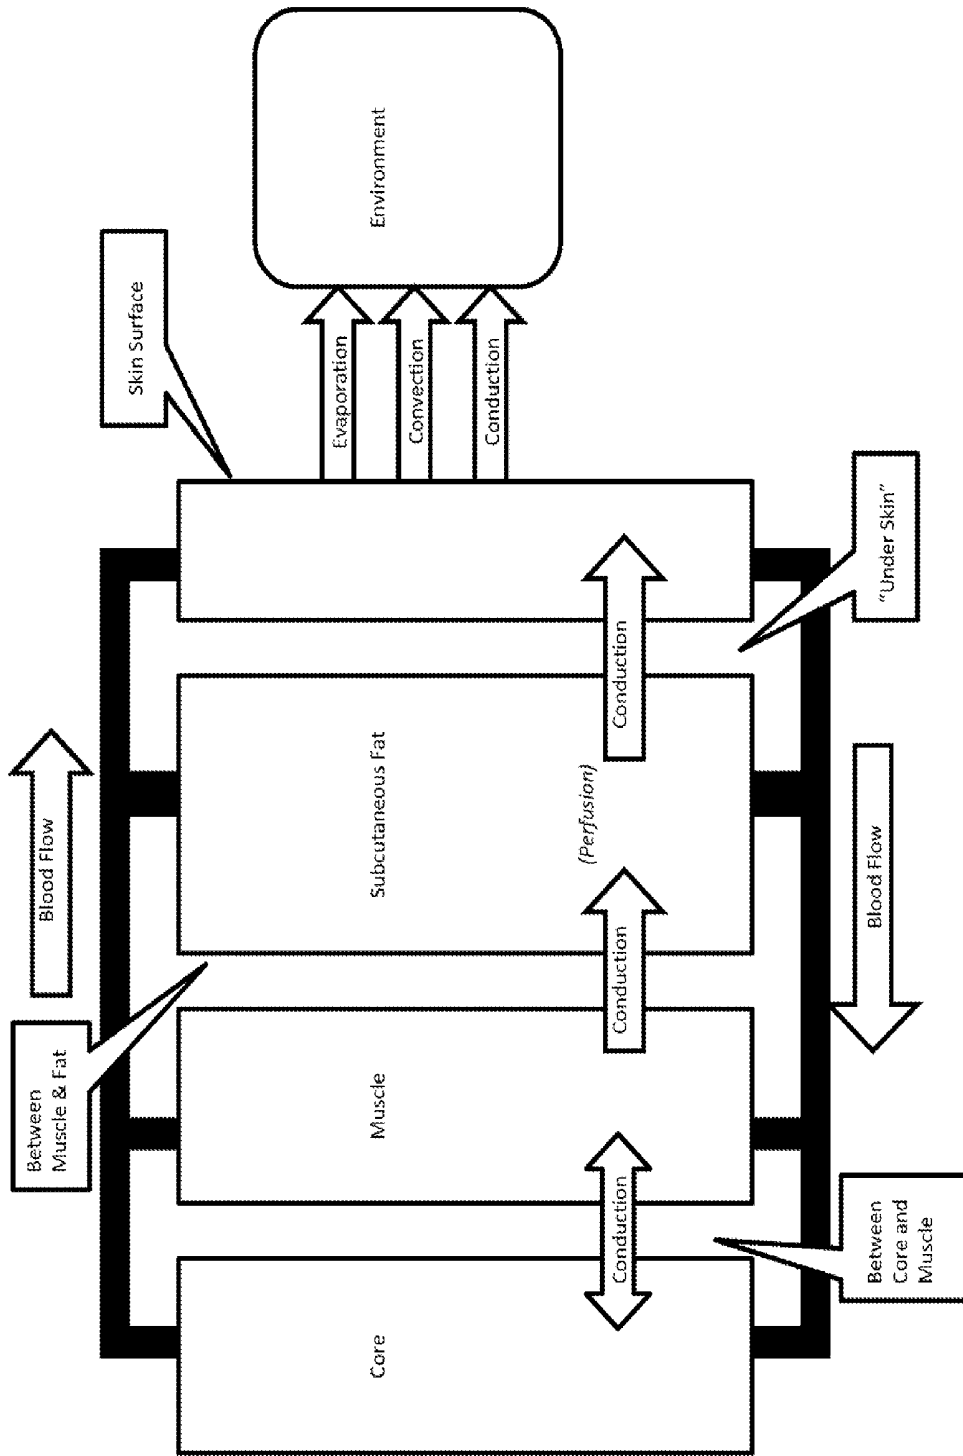 Between
Muscle & Fat
Blood Flow
Skin Surface
Core
Muscle
Subcutaneous Fat
Evaporation
Convection
Conduction
Environment
Conduction
Conduction
(Perfusion)
Conduction
Between
Core and
Muscle
Blood Flow
“Under Skin”